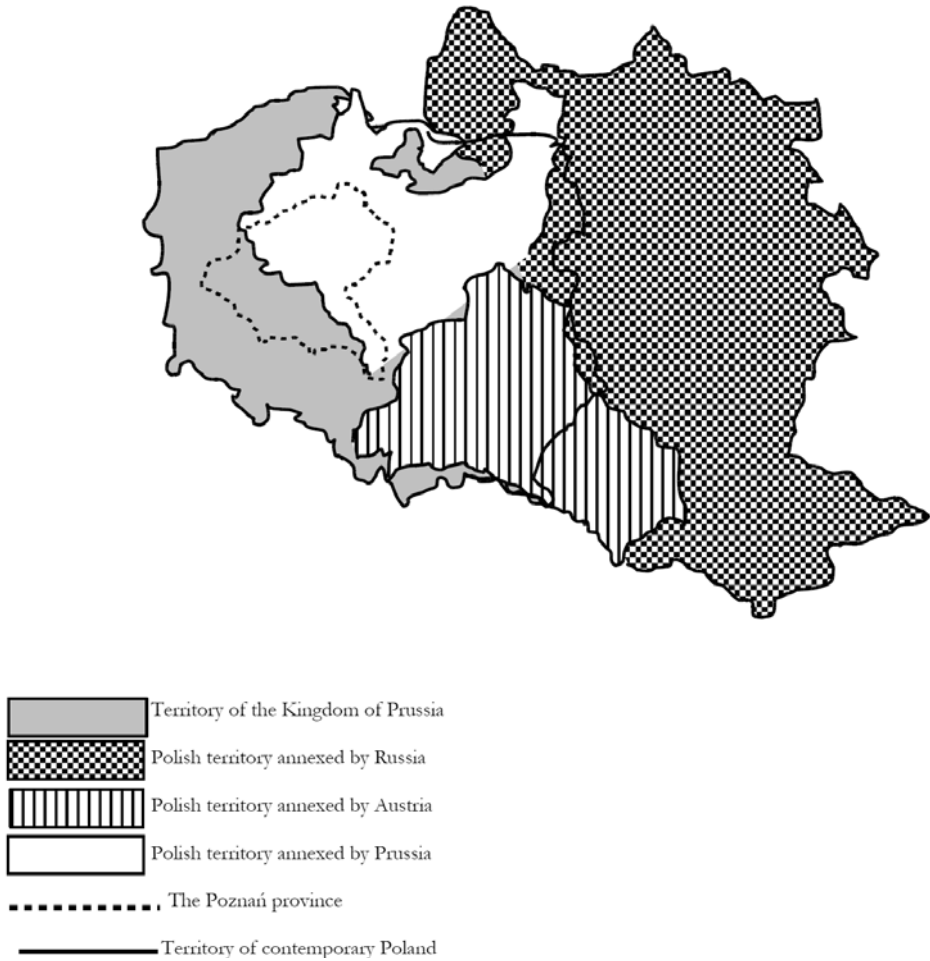 Territory of the Kingdom of Prussia
Polish territory annexed by Russia
Polish territory annexed by Austria
Polish territory annexed by Prussia
The Poznań province
Territory of contemporary Poland